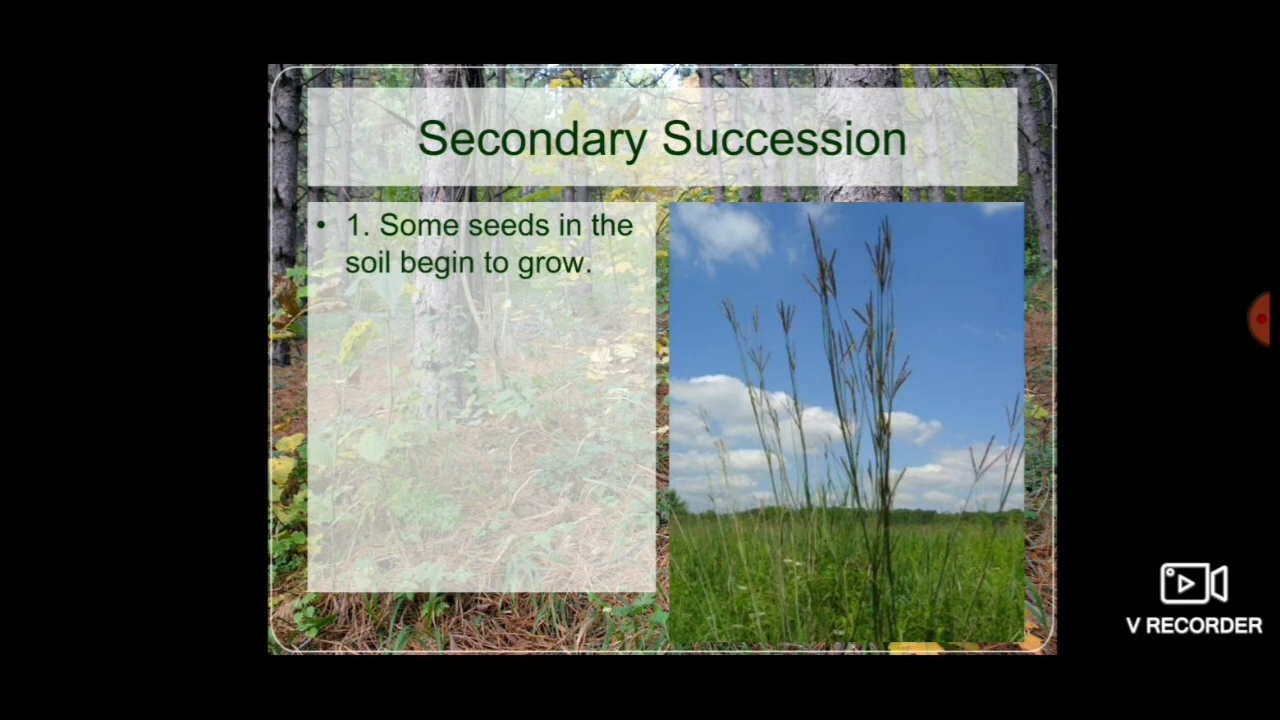 Secondary Succession
• 1. Some seeds in the
soil begin to grow.
V RECORDER